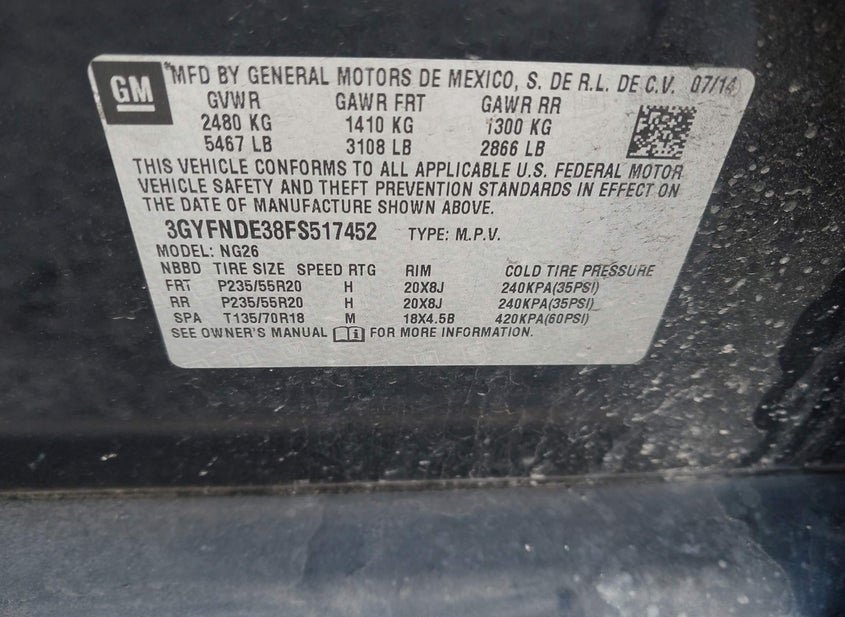 GM
MFD BY GENERAL MOTORS DE MEXICO, S. DE R.L. DE C.V. 07/14
GVWR GAWR FRT GAWR RR
2480 KG 1410 KG 1300 KG
5467 LB 3108 LB 2866 LB
THIS VEHICLE CONFORMS TO ALL APPLICABLE U.S. FEDERAL MOTOR
VEHICLE SAFETY AND THEFT PREVENTION STANDARDS IN EFFECT ON
THE DATE OF MANUFACTURE SHOWN ABOVE.
3GYFNDE38FS517452 TYPE: M.P.V.
MODEL: NG26
NBBD TIRE SIZE SPEED RTG RIM COLD TIRE PRESSURE
FRT P235/55R20 H 20X8J 240KPA(35PSI)
RR P235/55R20 H 20X8J 240KPA(35PSI)
SPA T135/70R18 M 18X4.5B 420KPA(60PSI)
SEE OWNER'S MANUAL i FOR MORE INFORMATION.